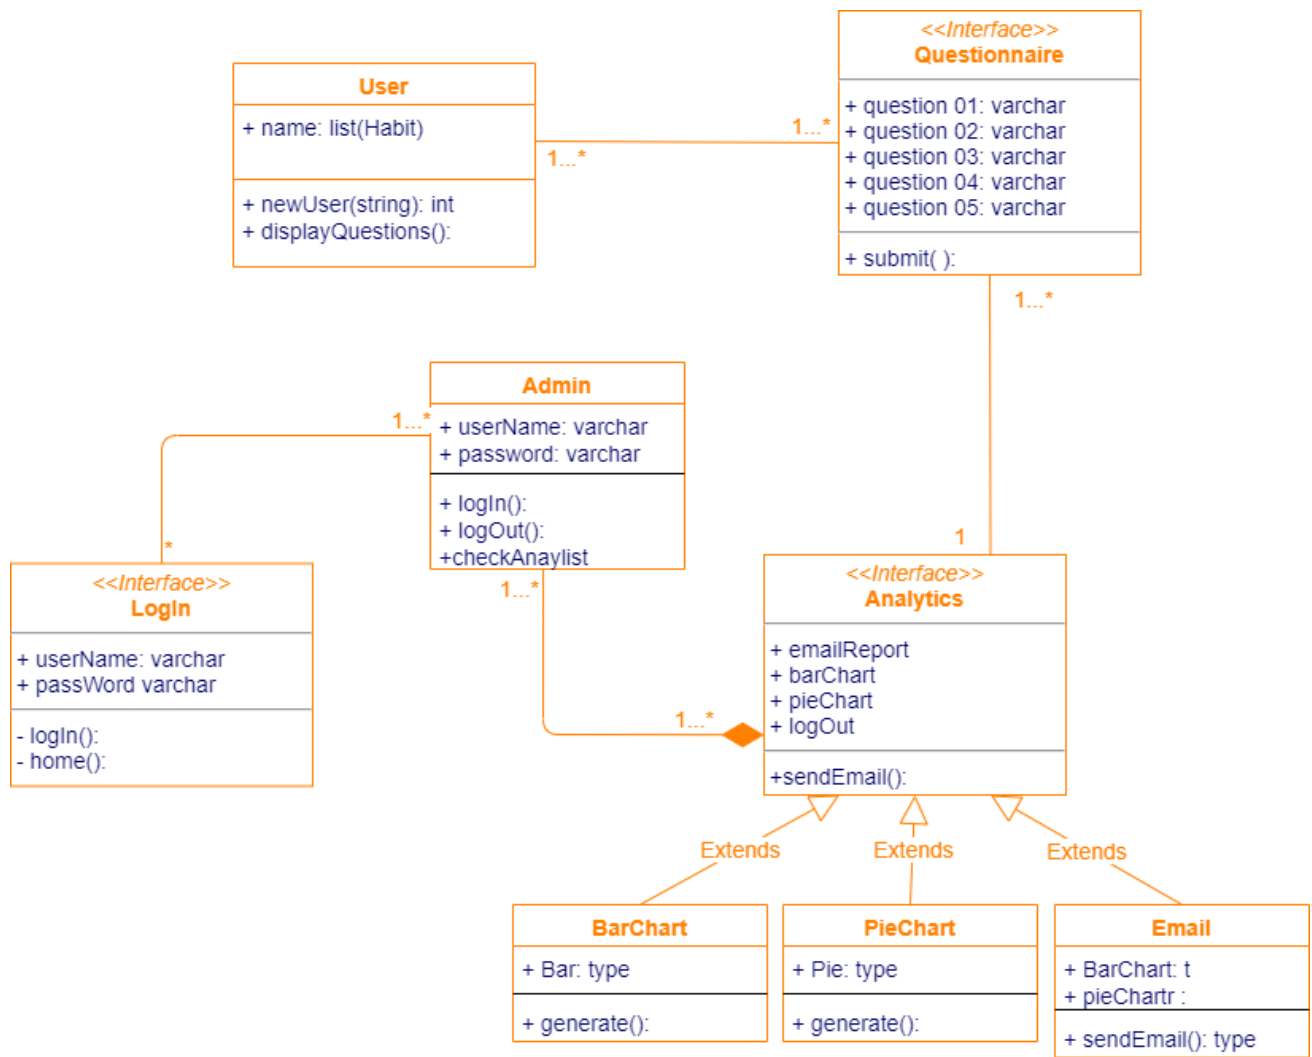 <<Interface>>
Questionnaire
+ question 01: varchar
+ question 02: varchar
+ question 03: varchar
+ question 04: varchar
+ question 05: varchar
+ submit( ):
User
+ name: list(Habit)
+ newUser(string): int
+ displayQuestions():
1...*
1...*
1...*
1
Admin
+ userName: varchar
+ password: varchar
+ logIn():
+ logOut():
+checkAnaylist
1...*
*
1...*
1...*
<<Interface>>
LogIn
+ userName: varchar
+ passWord varchar
- logIn():
- home():
<<Interface>>
Analytics
+ emailReport
+ barChart
+ pieChart
+ logOut
+sendEmail():
Extends
Extends
Extends
BarChart
+ Bar: type
+ generate():
PieChart
+ Pie: type
+ generate():
Email
+ BarChart: t
+ pieChartr :
+ sendEmail(): type